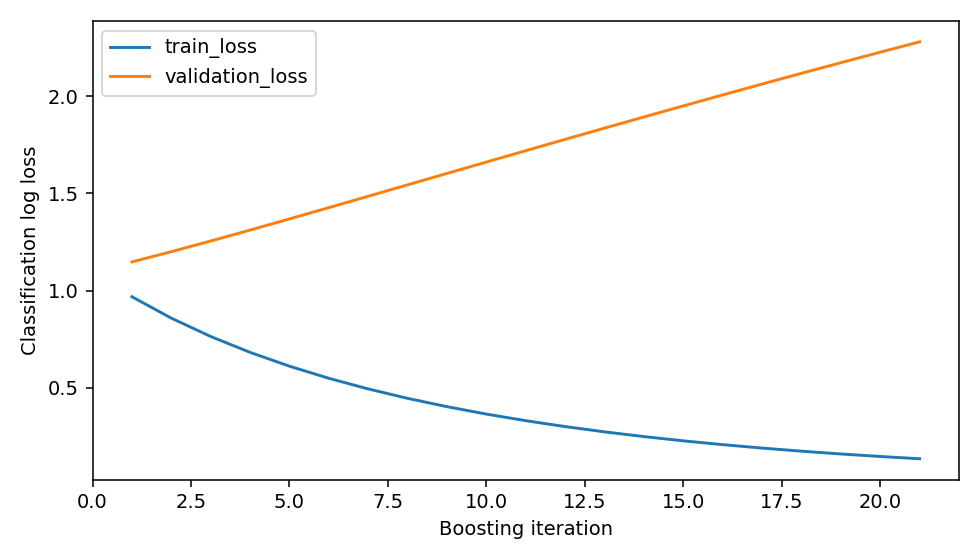 train_loss
validation_loss
Classification log loss
2.0
1.5
1.0
0.5
0.0 2.5 5.0 7.5 10.0 12.5 15.0 17.5 20.0
Boosting iteration